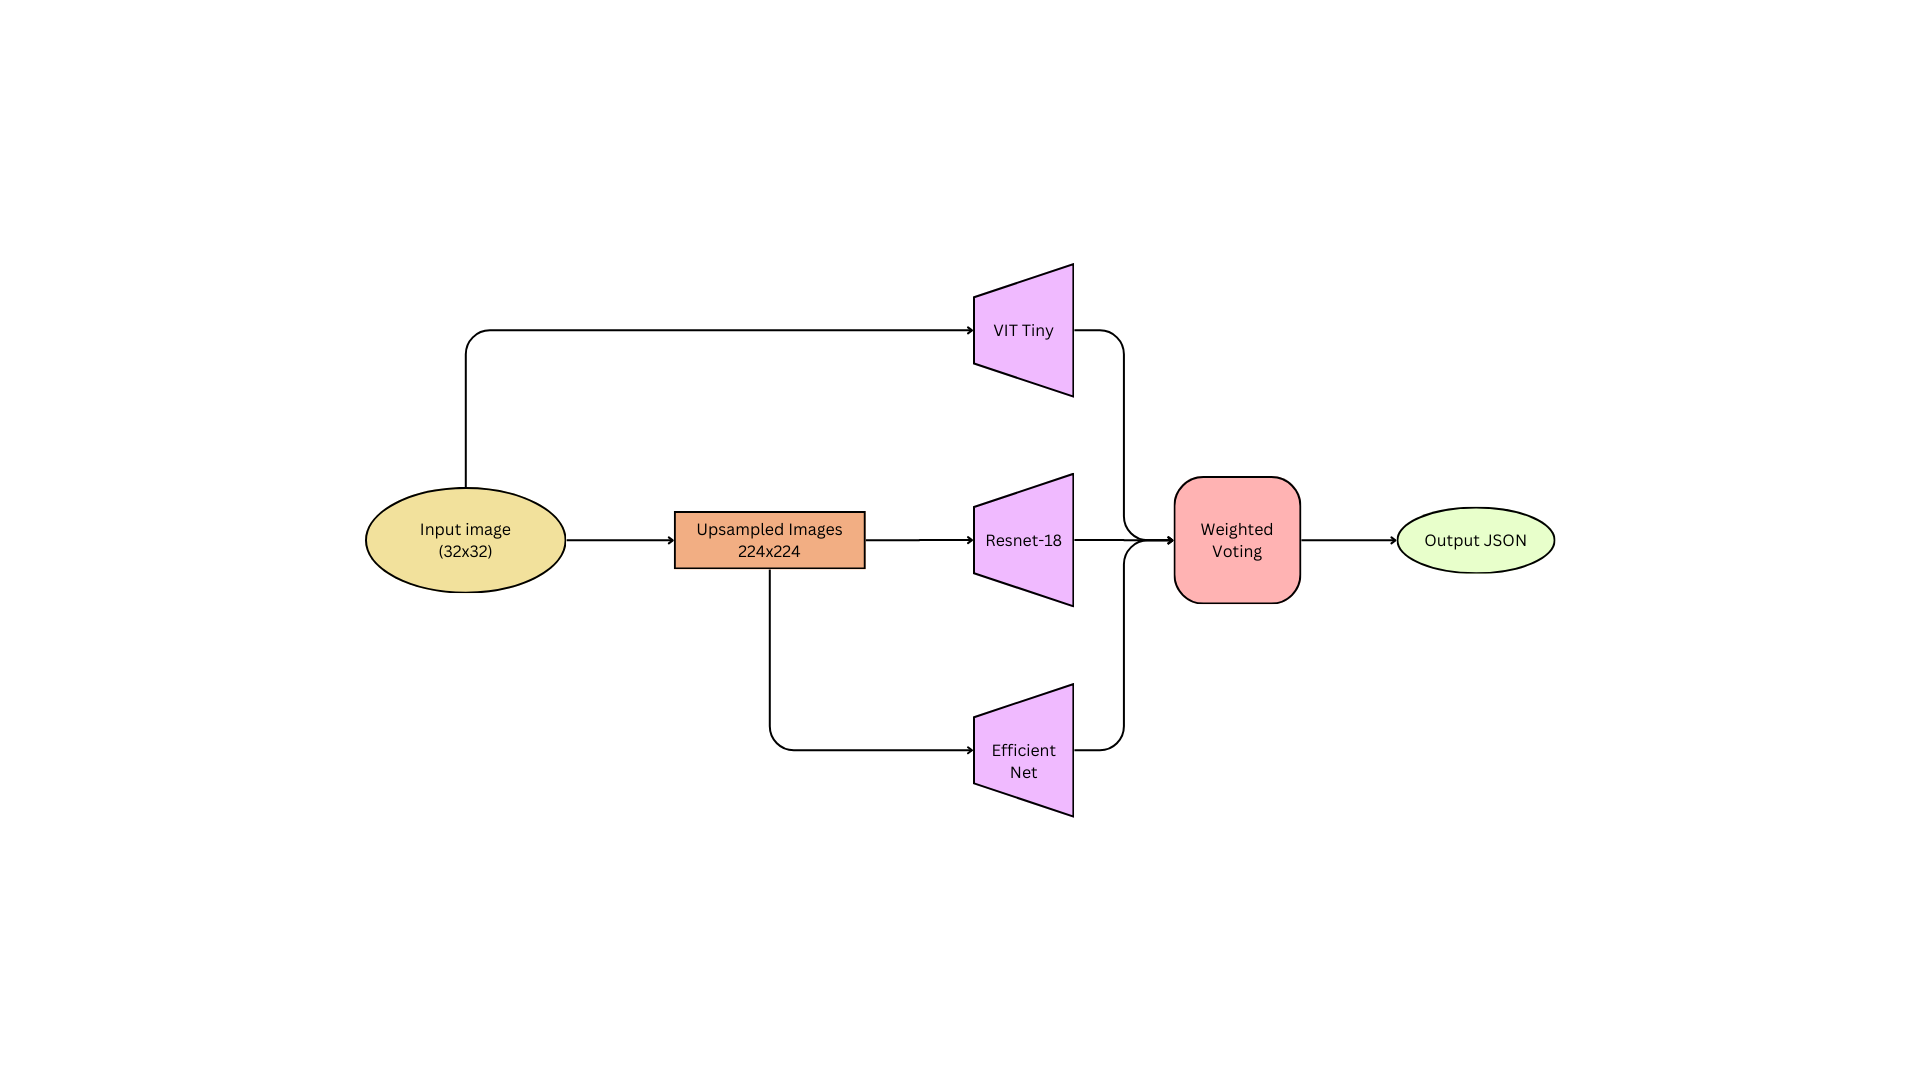 VIT Tiny
Input image
(32x32)
Upsampled Images
224x224
Resnet-18
Weighted
Voting
Output JSON
Efficient
Net